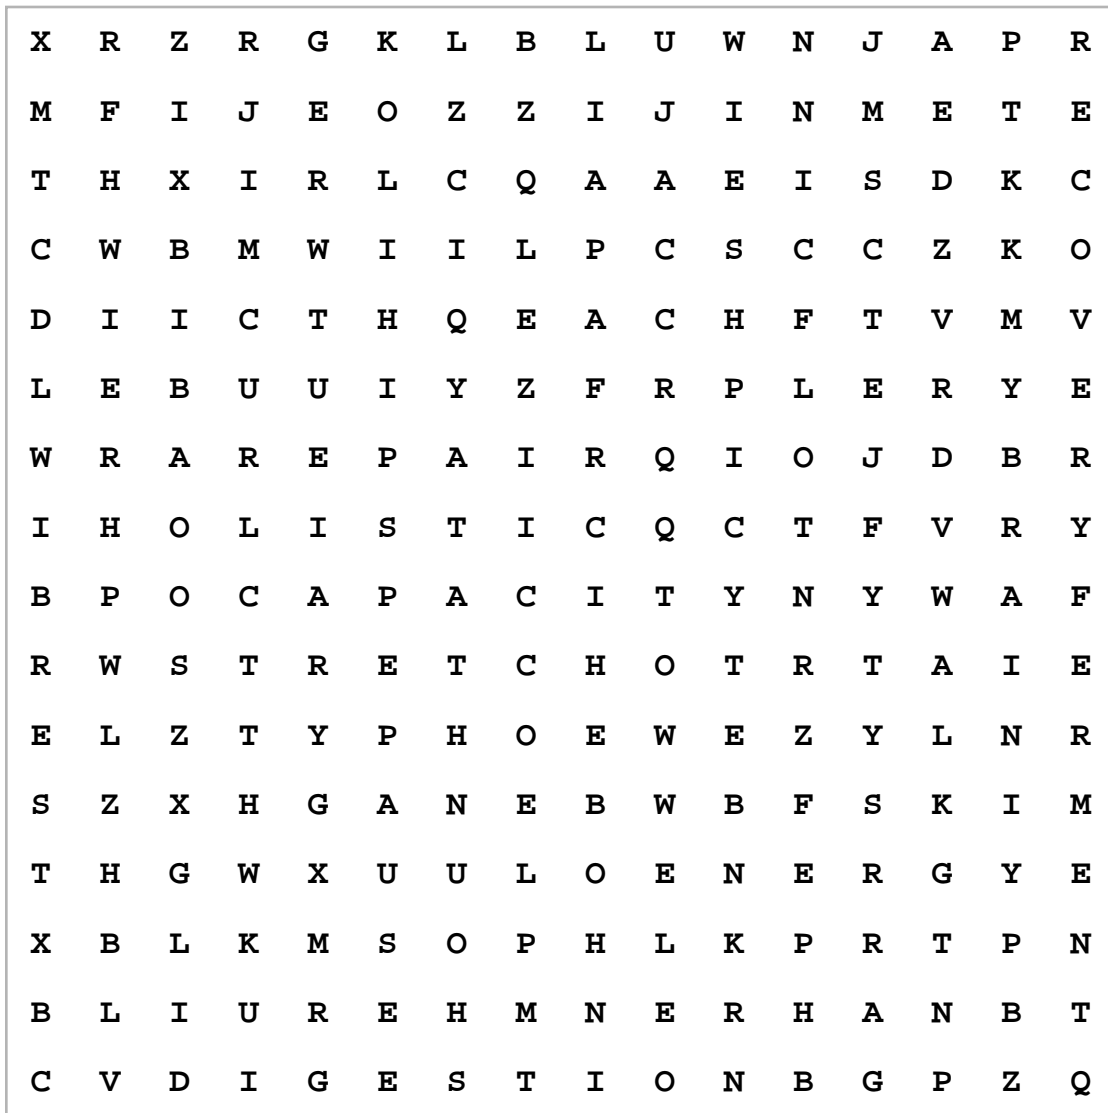 X R Z R G K L B L U W N J A P R
M F I J E O Z Z I J I N M E T E
T H X I R L C Q A A E I S D K C
C W B M W I I L P C S C C Z K O
D I I C T H Q E A C H F T V M V
L E B U U I Y Z F R P L E R Y E
W R A R E P A I R Q I O J D B R
I H O L I S T I C Q C T F V R Y
B P O C A P A C I T Y N Y W A F
R W S T R E T C H O T R T A I E
E L Z T Y P H O E W E Z Y L N R
S Z X H G A N E B W B F S K I M
T H G W X U U L O E N E R G Y E
X B L K M S O P H L K P R T P N
B L I U R E H M N E R H A N B T
C V D I G E S T I O N B G P Z Q